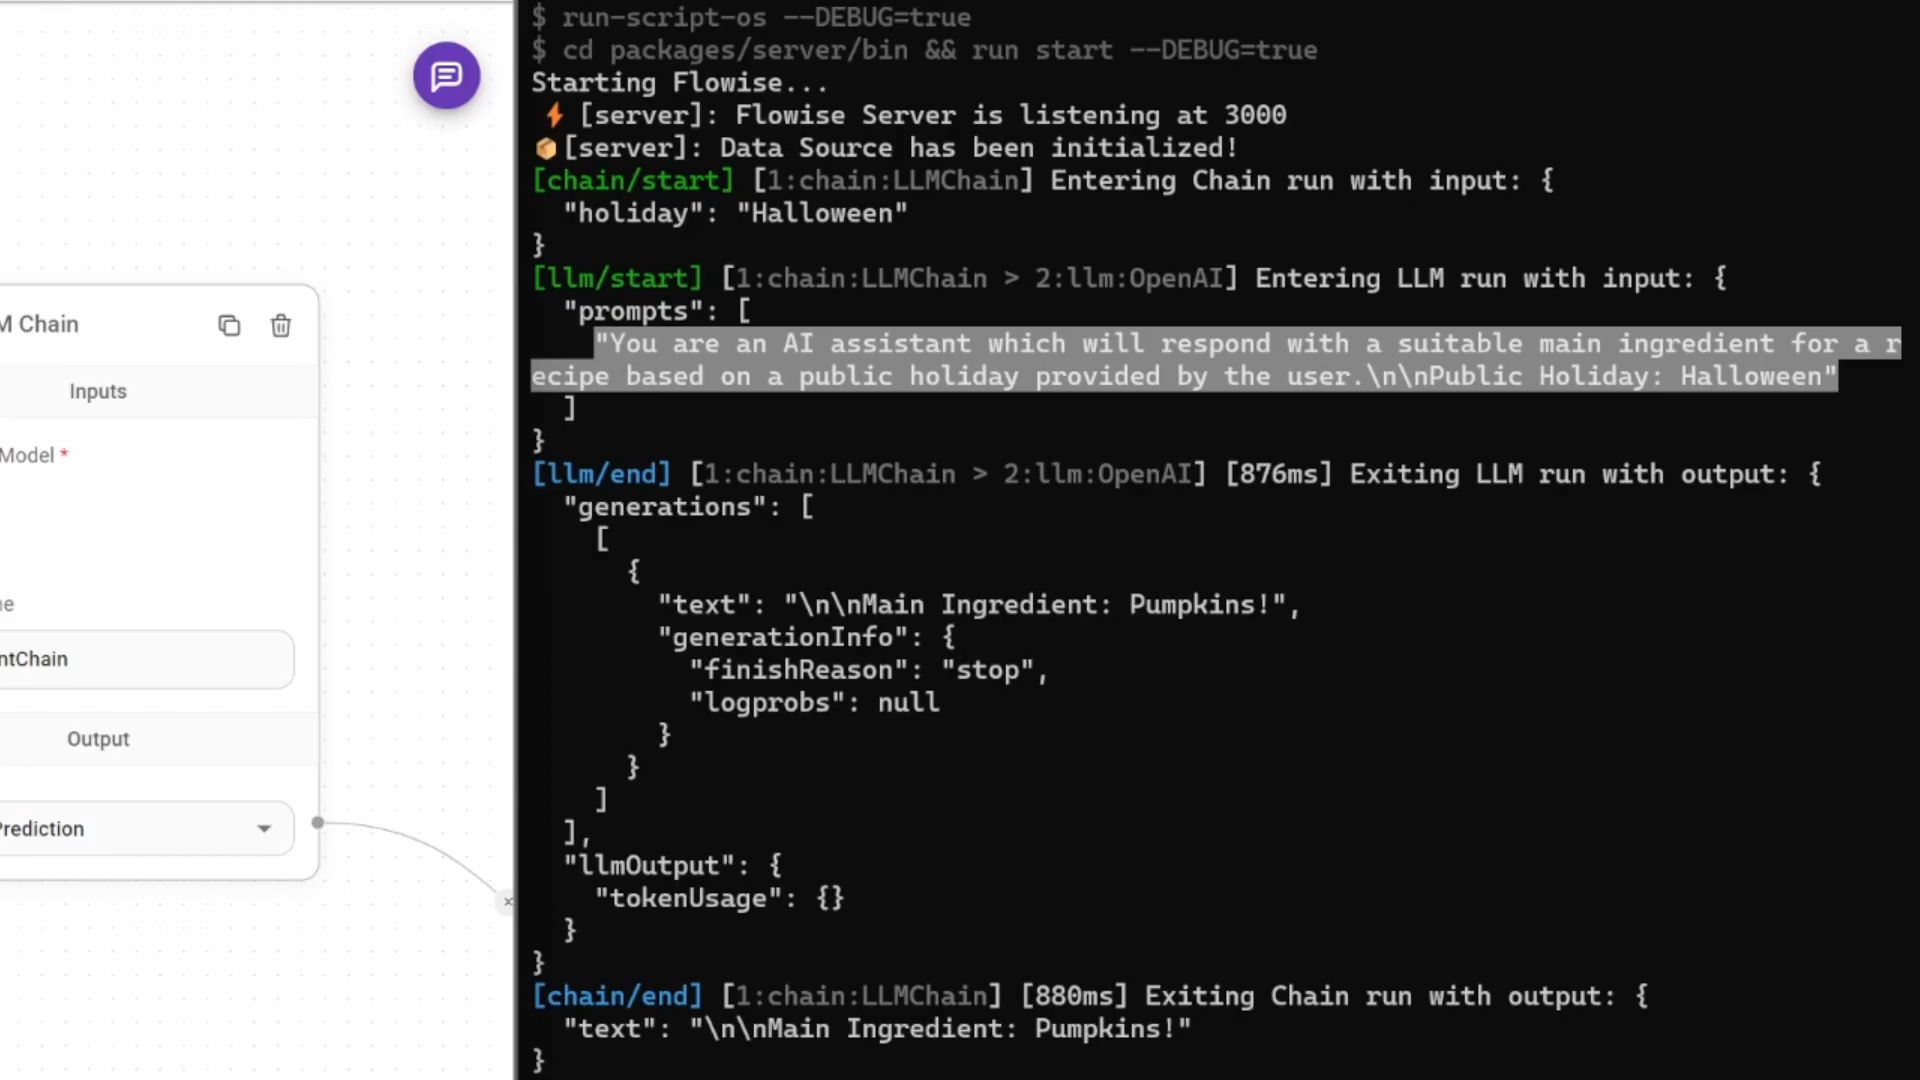 M Chain
Inputs
Model *
ne
ntChain
Output
Prediction
$ run-script-os --DEBUG=true
$ cd packages/server/bin && run start --DEBUG=true
Starting Flowise...
⚡ [server]: Flowise Server is listening at 3000
📦 [server]: Data Source has been initialized!
[chain/start] [1:chain:LLMChain] Entering Chain run with input: {
  "holiday": "Halloween"
}
[llm/start] [1:chain:LLMChain > 2:llm:OpenAI] Entering LLM run with input: {
  "prompts": [
    "You are an AI assistant which will respond with a suitable main ingredient for a r
ecipe based on a public holiday provided by the user.\n\nPublic Holiday: Halloween"
  ]
}
[llm/end] [1:chain:LLMChain > 2:llm:OpenAI] [876ms] Exiting LLM run with output: {
  "generations": [
    [
      {
        "text": "\n\nMain Ingredient: Pumpkins!",
        "generationInfo": {
          "finishReason": "stop",
          "logprobs": null
        }
      }
    ]
  ],
  "llmOutput": {
    "tokenUsage": {}
  }
}
[chain/end] [1:chain:LLMChain] [880ms] Exiting Chain run with output: {
  "text": "\n\nMain Ingredient: Pumpkins!"
}